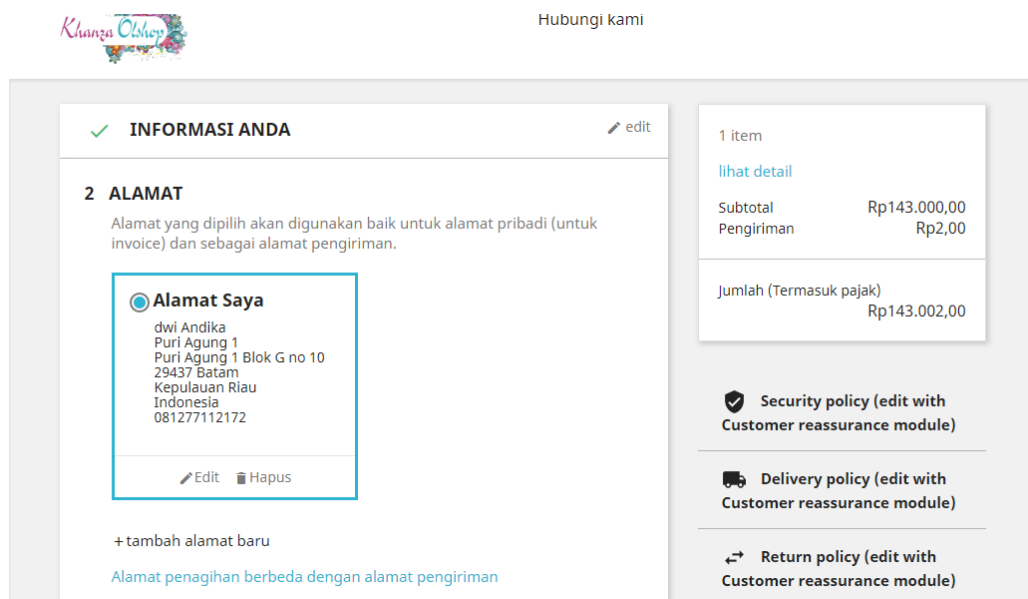 Khanza Olshop
Hubungi kami
INFORMASI ANDA
edit
2 ALAMAT
Alamat yang dipilih akan digunakan baik untuk alamat pribadi (untuk
invoice) dan sebagai alamat pengiriman.
Alamat Saya
dwi Andika
Puri Agung 1
Puri Agung 1 Blok G no 10
29437 Batam
Kepulauan Riau
Indonesia
081277112172
Edit Hapus
+tambah alamat baru
Alamat penagihan berbeda dengan alamat pengiriman
1 item
lihat detail
Subtotal Rp143.000,00
Pengiriman Rp2,00
Jumlah (Termasuk pajak)
Rp143.002,00
Security policy (edit with
Customer reassurance module)
Delivery policy (edit with
Customer reassurance module)
Return policy (edit with
Customer reassurance module)